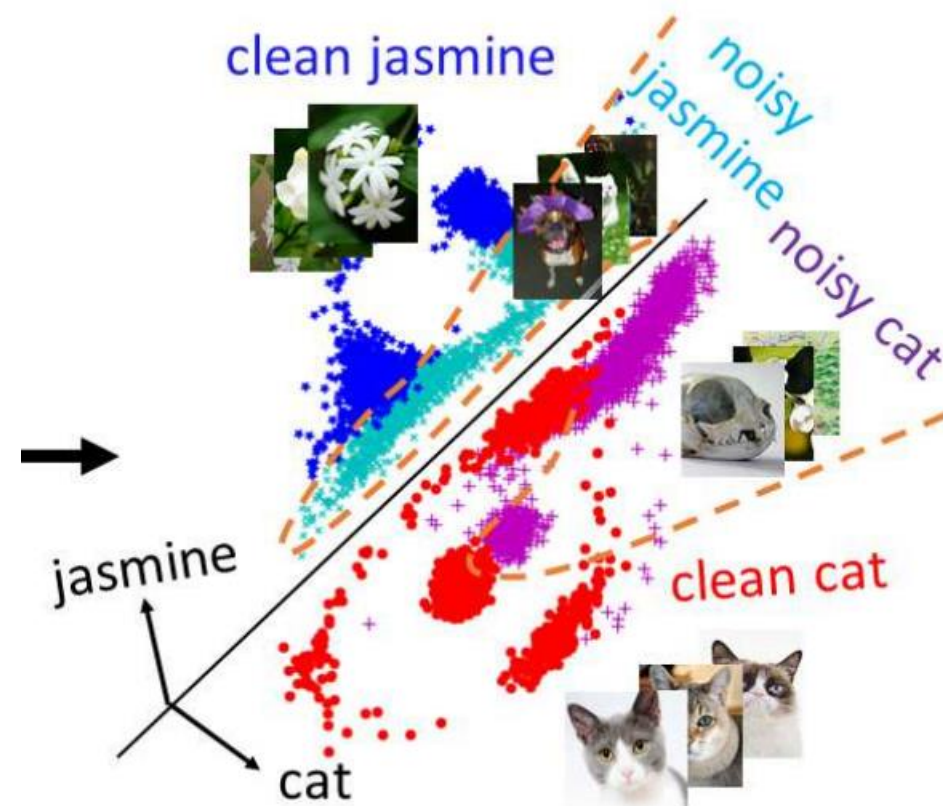 clean jasmine
noisy
jasmine
noisy cat
jasmine
clean cat
cat